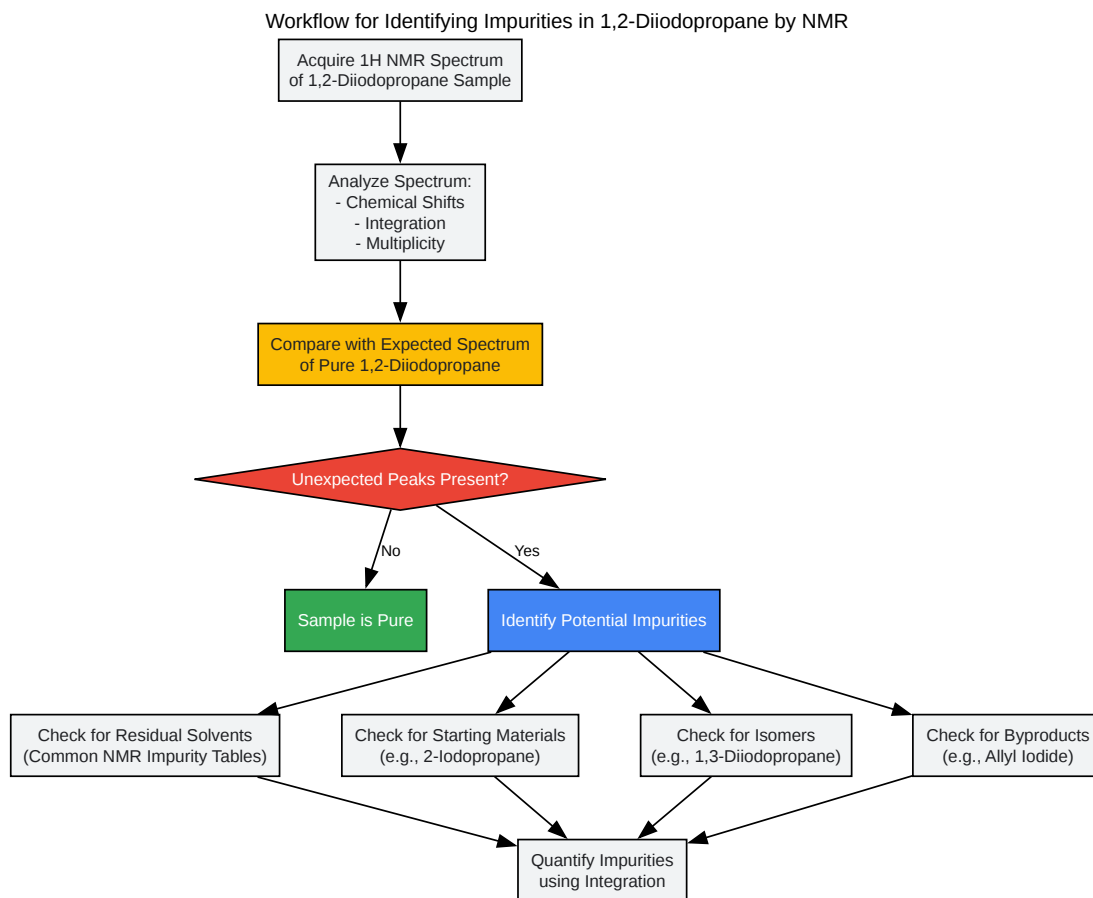 Workflow for Identifying Impurities in 1,2-Diiodopropane by NMR
Acquire 1H NMR Spectrum
of 1,2-Diiodopropane Sample
Analyze Spectrum:
- Chemical Shifts
- Integration
- Multiplicity
Compare with Expected Spectrum
of Pure 1,2-Diiodopropane
Unexpected Peaks Present?
No
Yes
Sample is Pure
Identify Potential Impurities
Check for Residual Solvents
(Common NMR Impurity Tables)
Check for Starting Materials
(e.g., 2-Iodopropane)
Check for Isomers
(e.g., 1,3-Diiodopropane)
Check for Byproducts
(e.g., Allyl Iodide)
Quantify Impurities
using Integration